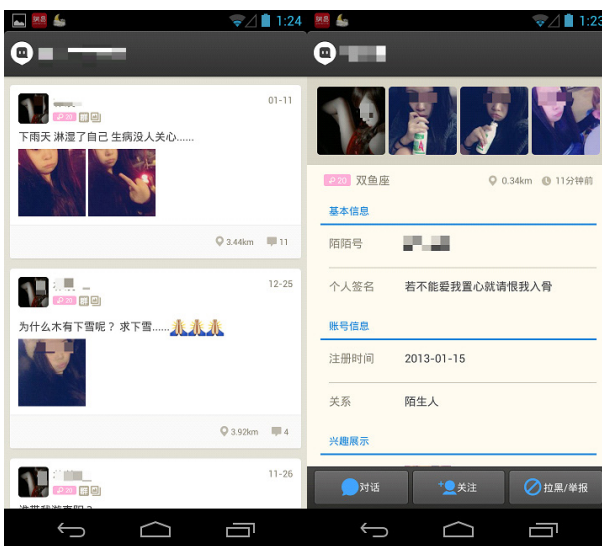 1:24
01-11
♀20
下雨天 淋湿了自己 生病没人关心......
3.44km 11
12-25
♀20
为什么木有下雪呢？ 求下雪......
3.92km 4
11-26
♀20
1:23
♀20 双鱼座 0.34km 11分钟前
基本信息
陌陌号
个人签名 若不能爱我置心就请恨我入骨
账号信息
注册时间 2013-01-15
关系 陌生人
兴趣展示
对话 关注 拉黑/举报